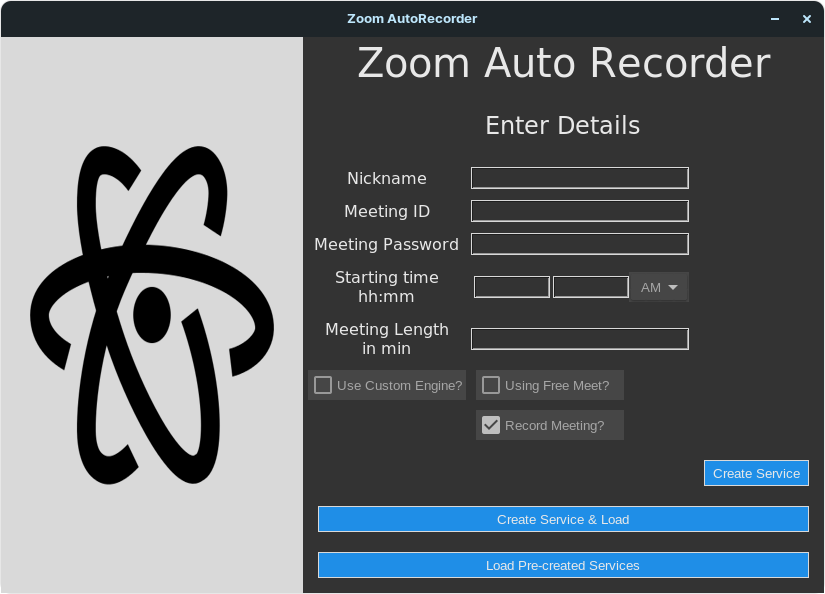 Zoom AutoRecorder
Zoom Auto Recorder
Enter Details
Nickname
Meeting ID
Meeting Password
Starting time
hh:mm
AM
Meeting Length
in min
Use Custom Engine?
Using Free Meet?
Record Meeting?
Create Service
Create Service & Load
Load Pre-created Services